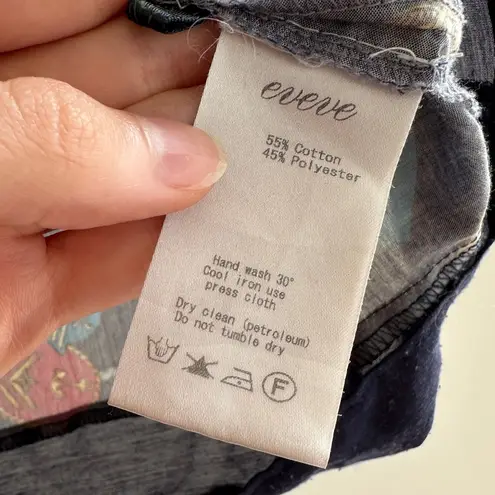 eveve
55% Cotton
45% Polyester
Hand wash 30°
Cool iron use
press cloth
Dry clean (petroleum)
Do not tumble dry
F